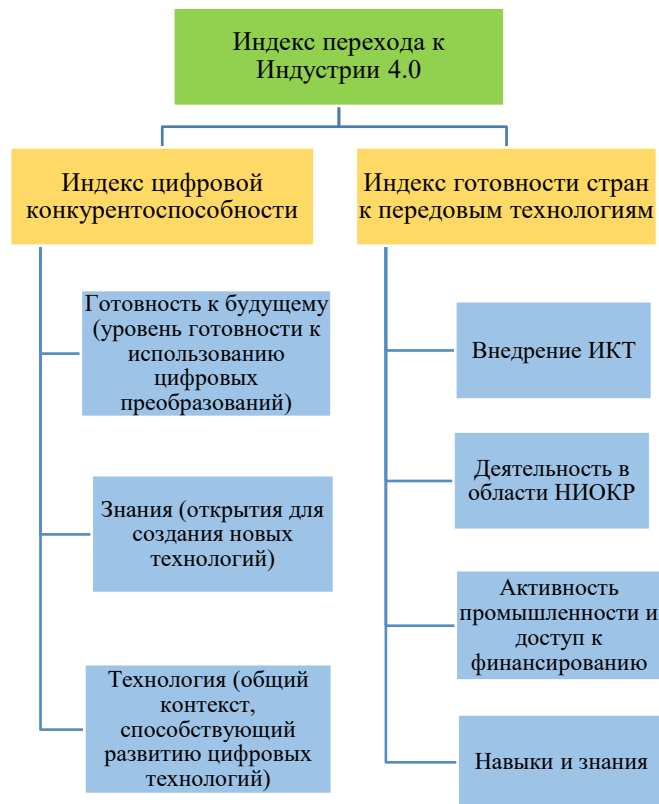 Индекс перехода к
Индустрии 4.0
Индекс цифровой
конкурентоспособности
Готовность к будущему
(уровень готовности к
использованию
цифровых
преобразований)
Знания (открытия для
создания новых
технологий)
Технология (общий
контекст,
способствующий
развитию цифровых
технологий)
Индекс готовности стран
к передовым технологиям
Внедрение ИКТ
Деятельность в
области НИОКР
Активность
промышленности и
доступ к
финансированию
Навыки и знания